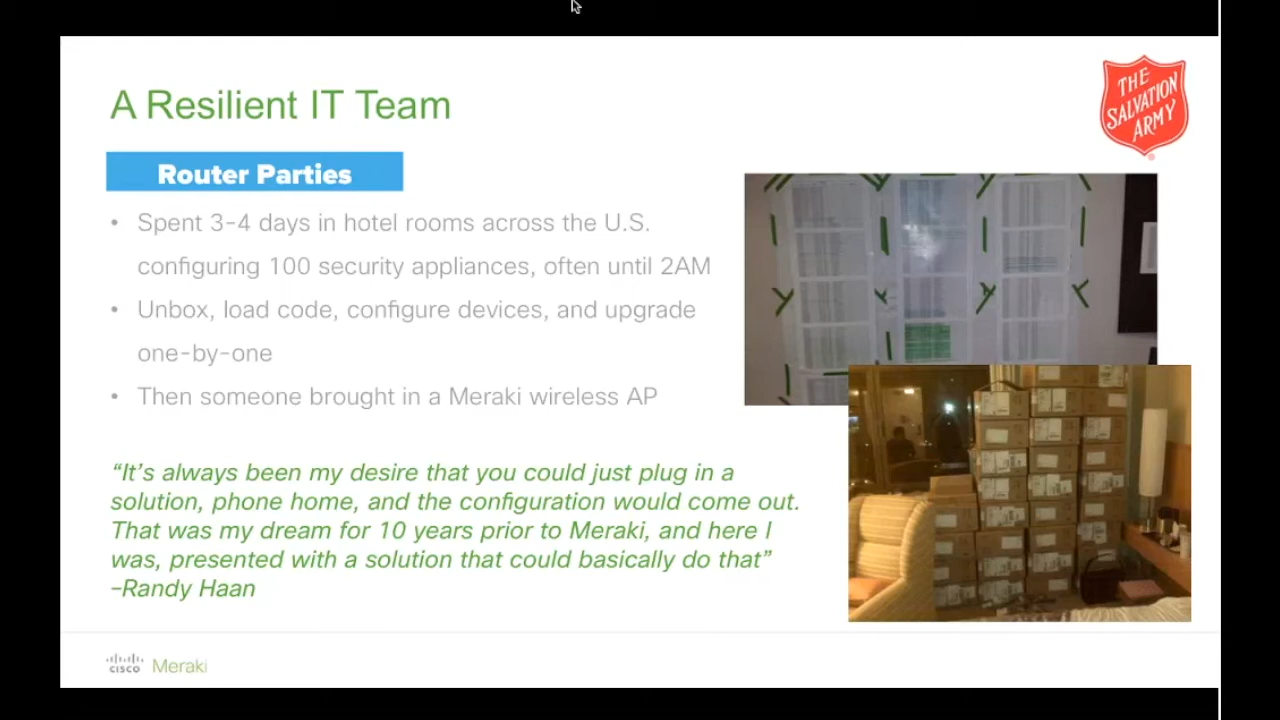 A Resilient IT Team
THE
SALVATION
ARMY
Router Parties
• Spent 3-4 days in hotel rooms across the U.S.
configuring 100 security appliances, often until 2AM
• Unbox, load code, configure devices, and upgrade
one-by-one
• Then someone brought in a Meraki wireless AP
“It’s always been my desire that you could just plug in a
solution, phone home, and the configuration would come out.
That was my dream for 10 years prior to Meraki, and here I
was, presented with a solution that could basically do that”
–Randy Haan
CISCO Meraki